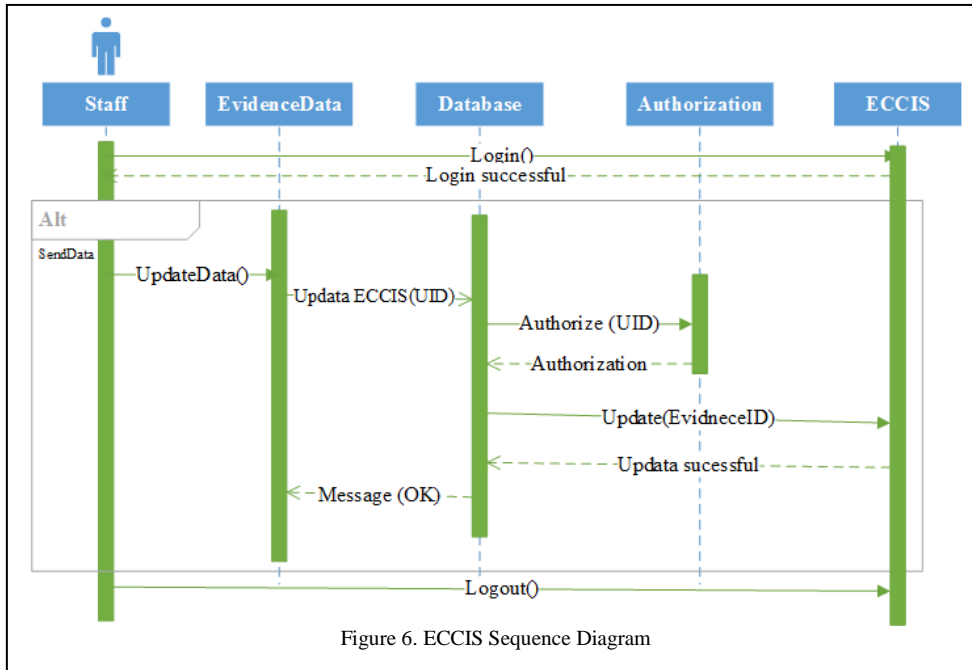 Staff
EvidenceData
Database
Authorization
ECCIS
Login()
Login successful
Alt
SendData
UpdateData()
Updata ECCIS(UID)
Authorize (UID)
Authorization
Update(EvidneceID)
Updata sucessful
Message (OK)
Logout()
Figure 6. ECCIS Sequence Diagram